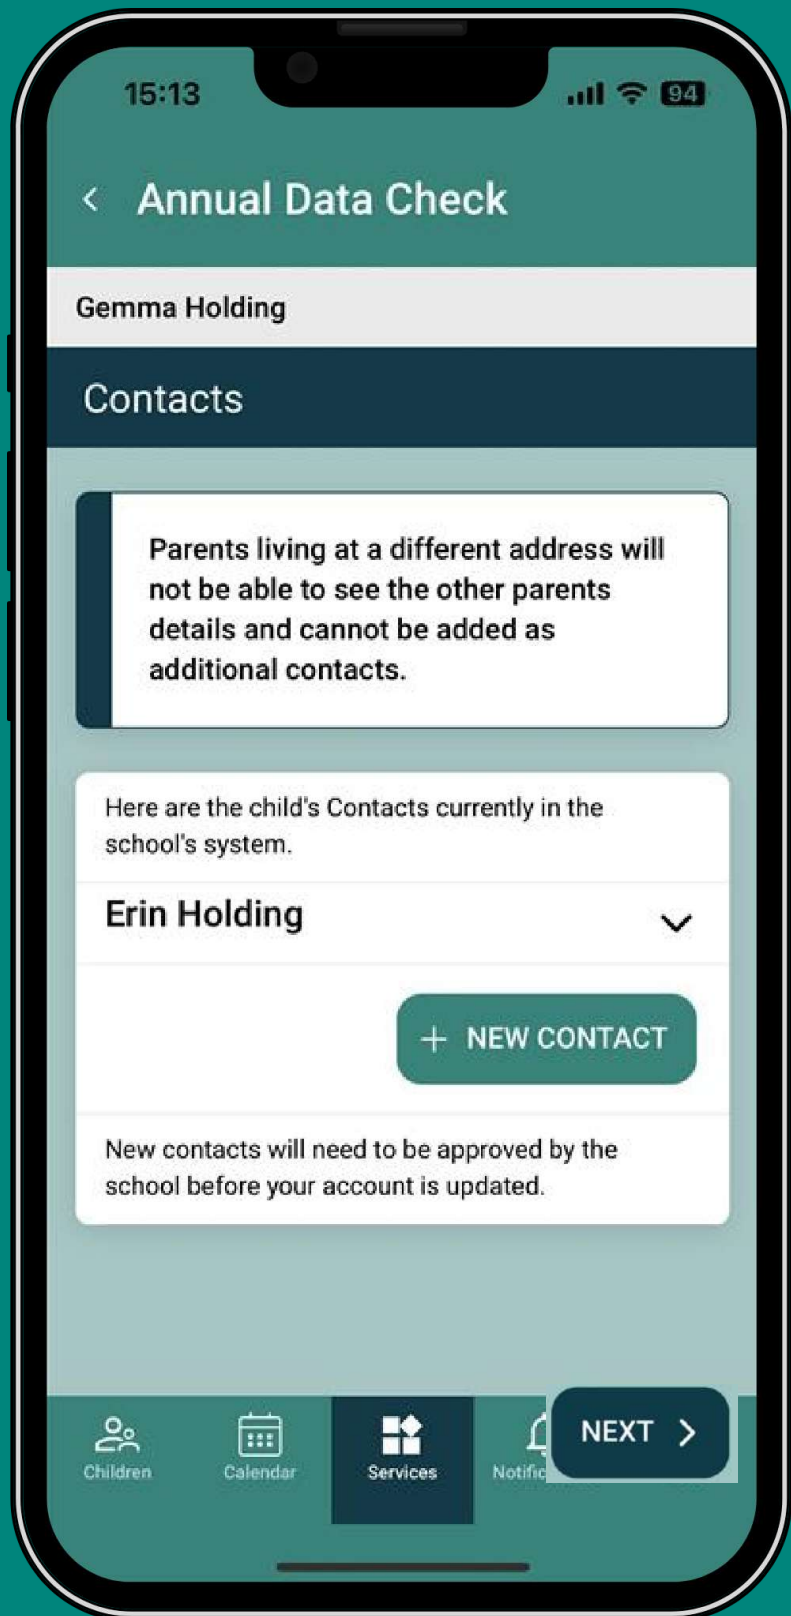 15:13
94
Annual Data Check
Gemma Holding
Contacts
Parents living at a different address will
not be able to see the other parents
details and cannot be added as
additional contacts.
Here are the child's Contacts currently in the
school's system.
Erin Holding
+ NEW CONTACT
New contacts will need to be approved by the
school before your account is updated.
NEXT
Children
Calendar
Services
Notific